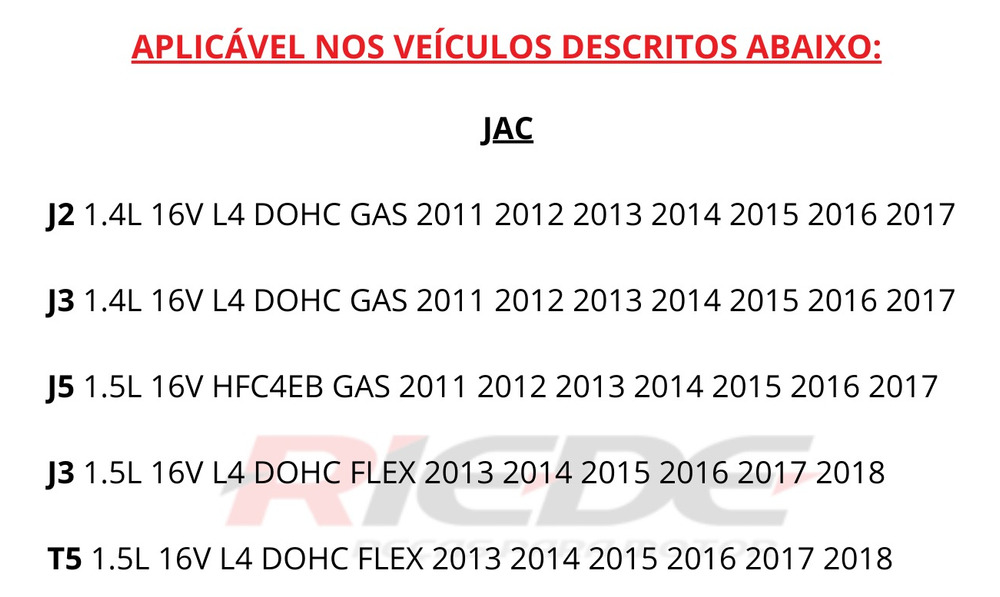 APLICÁVEL NOS VEÍCULOS DESCRITOS ABAIXO:
JAC
J2 1.4L 16V L4 DOHC GAS 2011 2012 2013 2014 2015 2016 2017
J3 1.4L 16V L4 DOHC GAS 2011 2012 2013 2014 2015 2016 2017
J5 1.5L 16V HFC4EB GAS 2011 2012 2013 2014 2015 2016 2017
RIEDE
J3 1.5L 16V L4 DOHC FLEX 2013 2014 2015 2016 2017 2018
PEÇAS PARA MOTOR
T5 1.5L 16V L4 DOHC FLEX 2013 2014 2015 2016 2017 2018